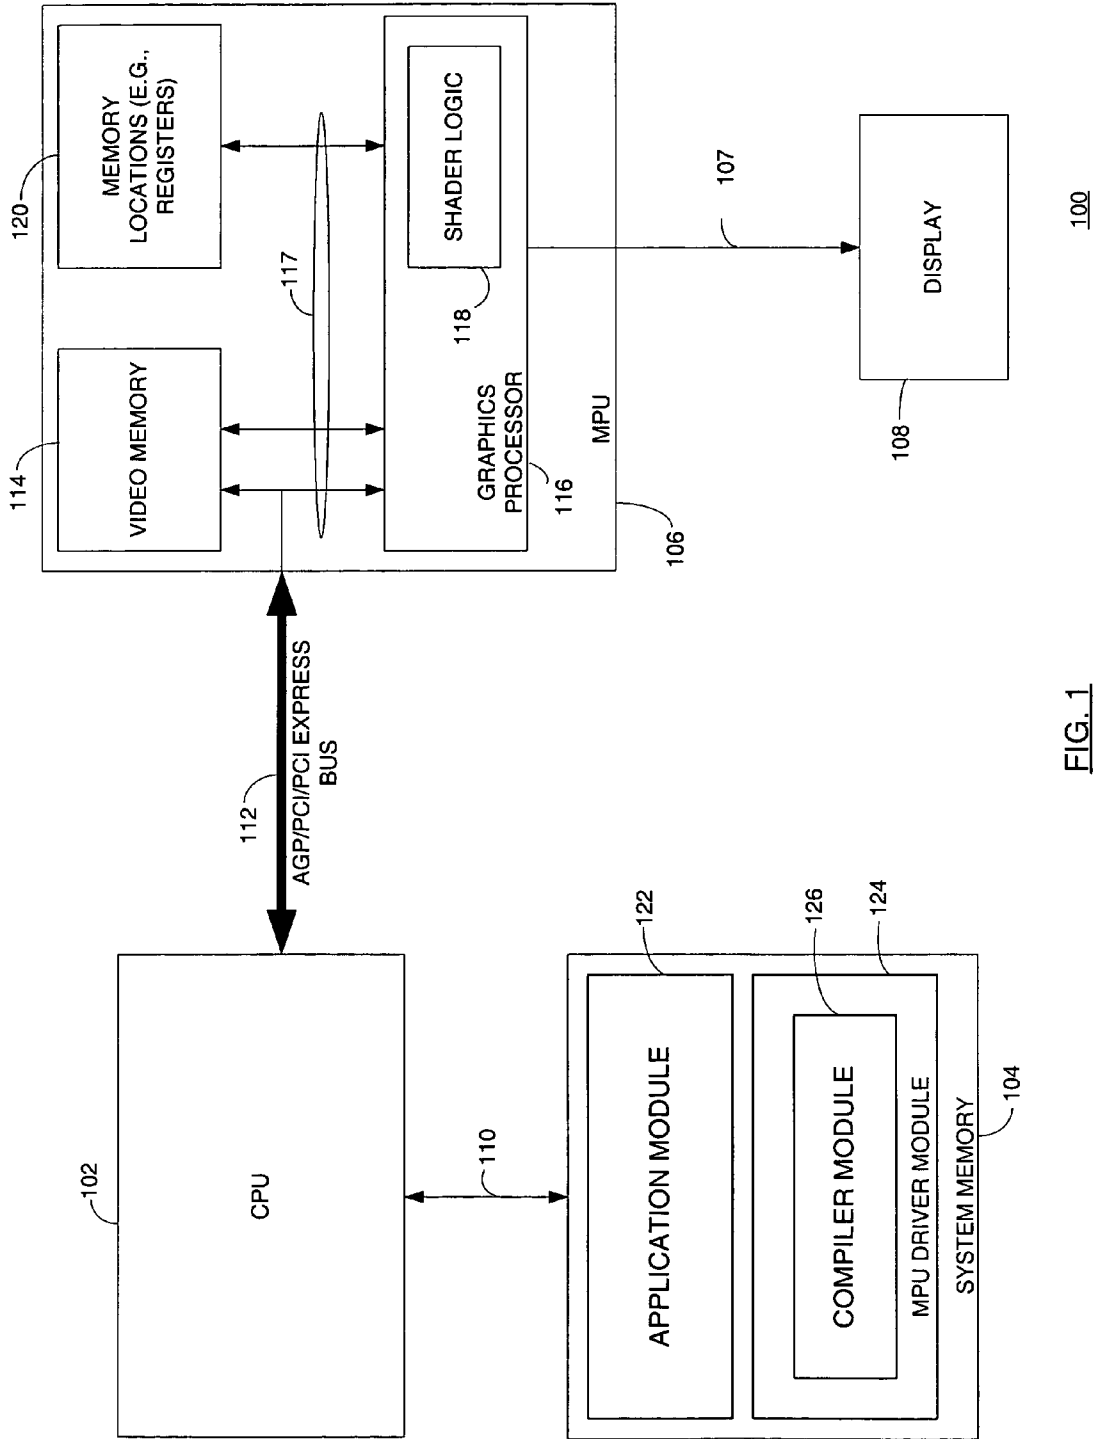 102
CPU
110
APPLICATION MODULE
122
COMPILER MODULE
126
MPU DRIVER MODULE
124
SYSTEM MEMORY
104
112
AGP/PCI/PCI EXPRESS
BUS
114
VIDEO MEMORY
120
MEMORY
LOCATIONS (E.G.,
REGISTERS)
117
SHADER LOGIC
118
GRAPHICS
PROCESSOR
116
MPU
106
107
DISPLAY
108
100
FIG. 1